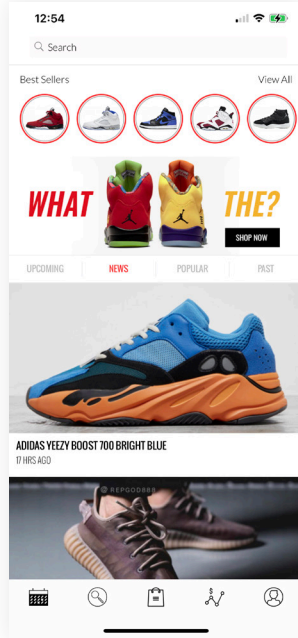 12:54
Search
Best Sellers View All
WHAT THE?
SHOP NOW
UPCOMING NEWS POPULAR PAST
ADIDAS YEEZY BOOST 700 BRIGHT BLUE
17 HRS AGO
@REPGOD888